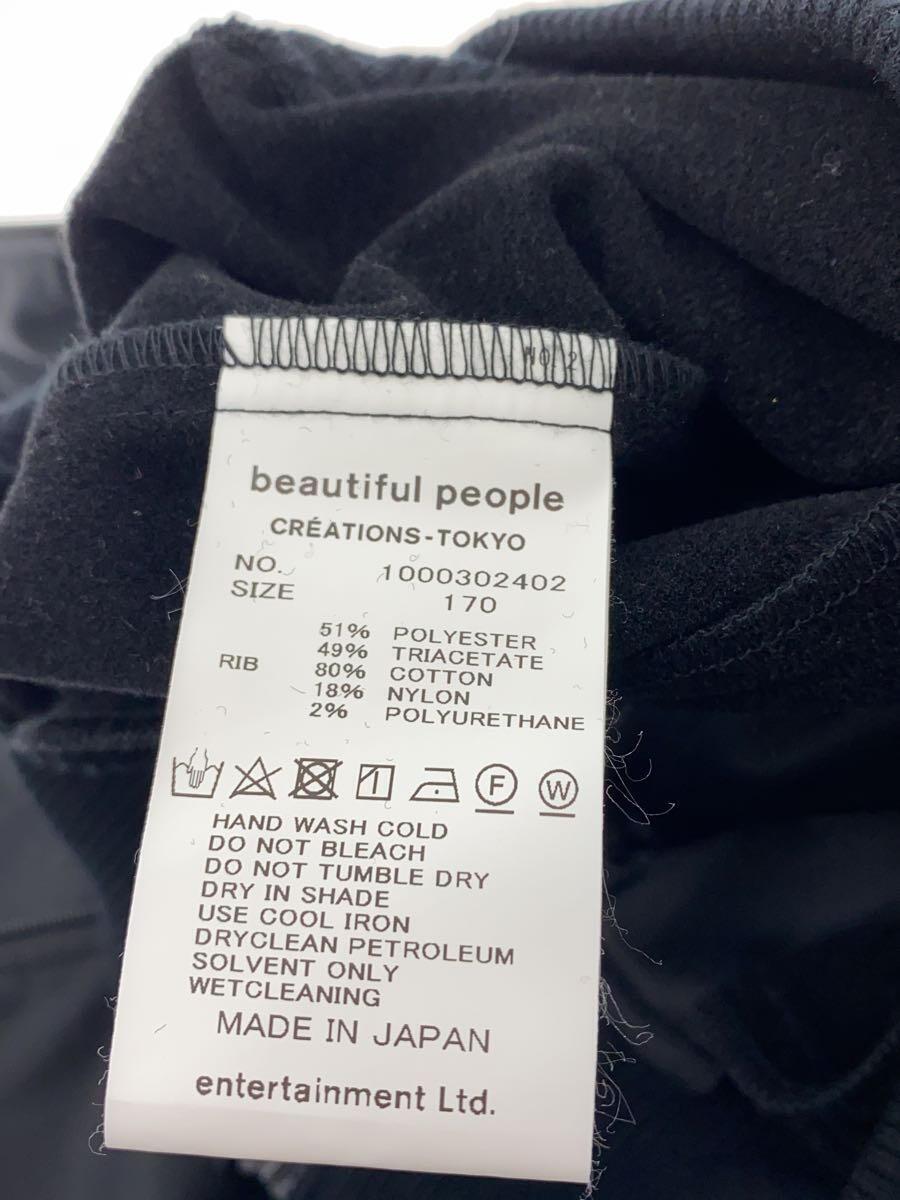 NO.2
beautiful people
CRÉATIONS-TOKYO
NO. 1000302402
SIZE 170
51% POLYESTER
49% TRIACETATE
RIB 80% COTTON
18% NYLON
2% POLYURETHANE
F W
HAND WASH COLD
DO NOT BLEACH
DO NOT TUMBLE DRY
DRY IN SHADE
USE COOL IRON
DRYCLEAN PETROLEUM
SOLVENT ONLY
WETCLEANING
MADE IN JAPAN
entertainment Ltd.